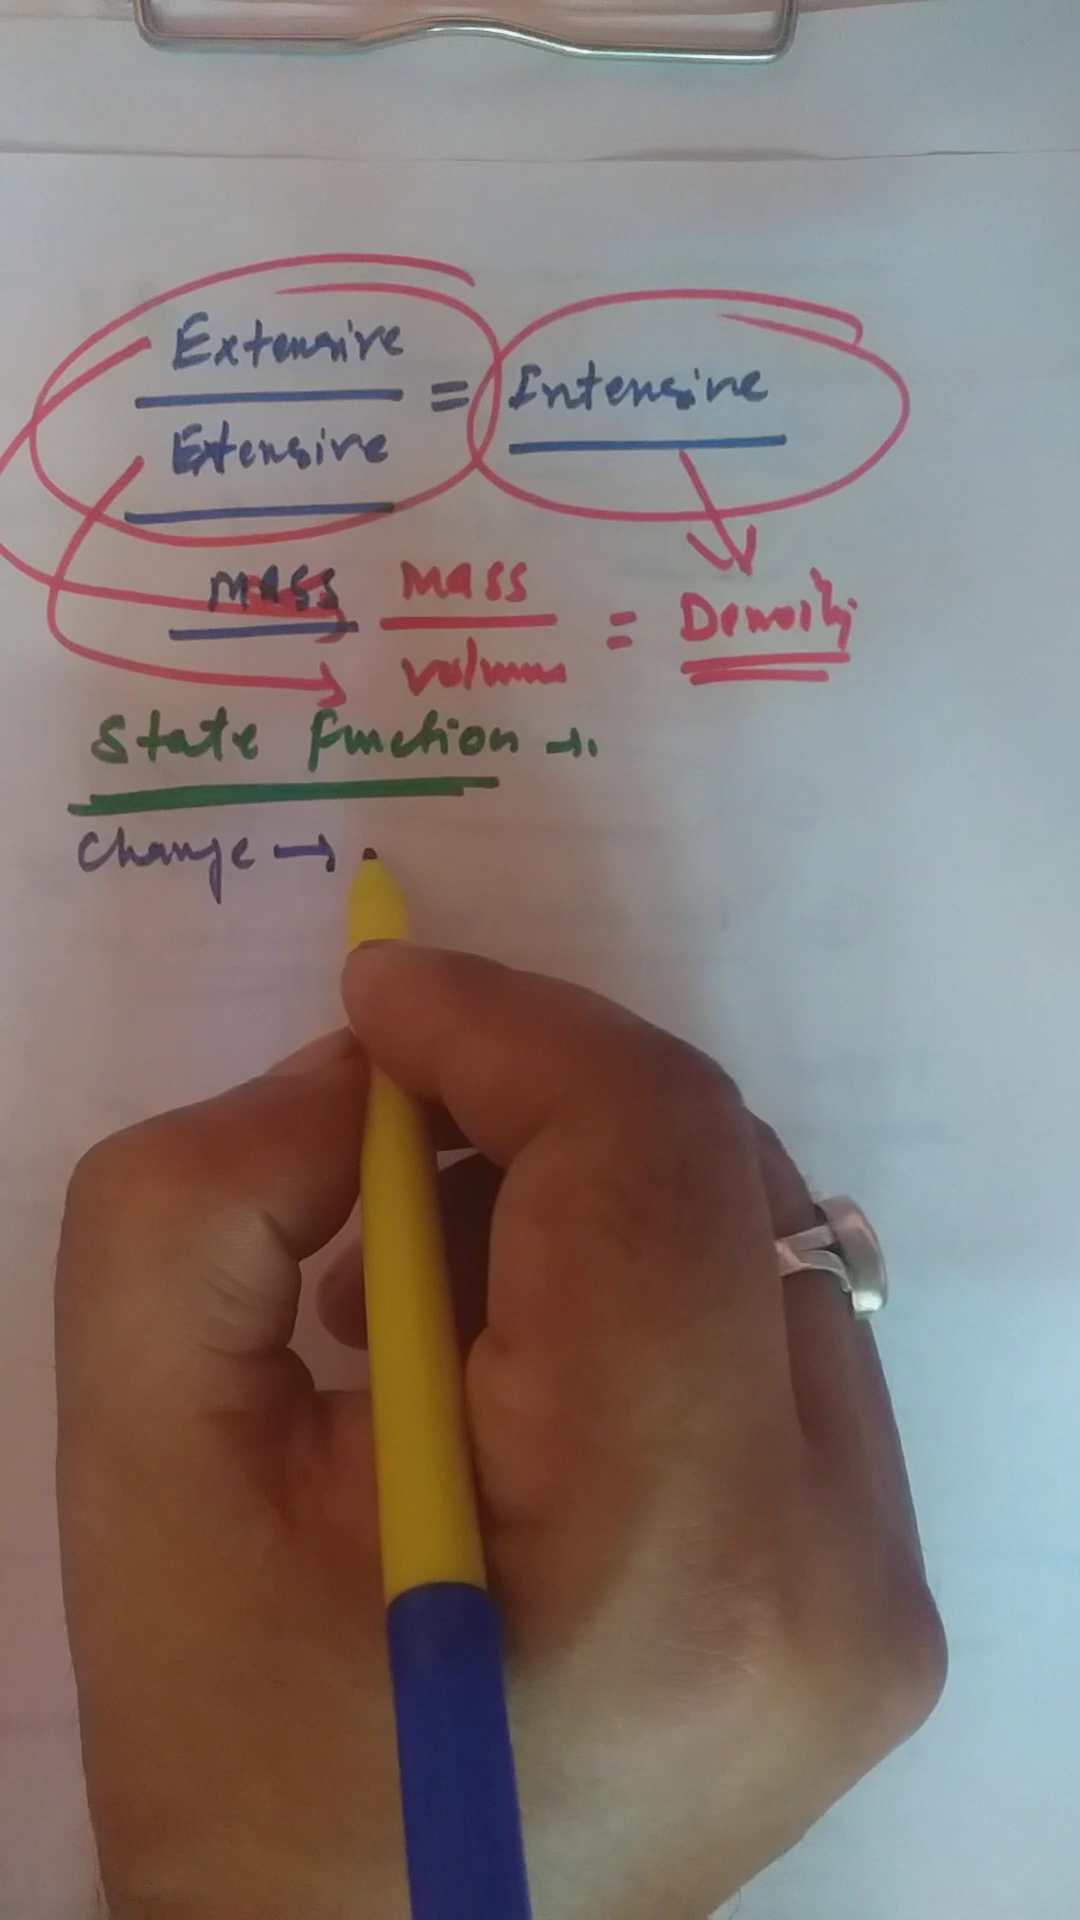 Extensive
Extensive
= Intensive
mass
mass
volume
= Density
State function →
Change →